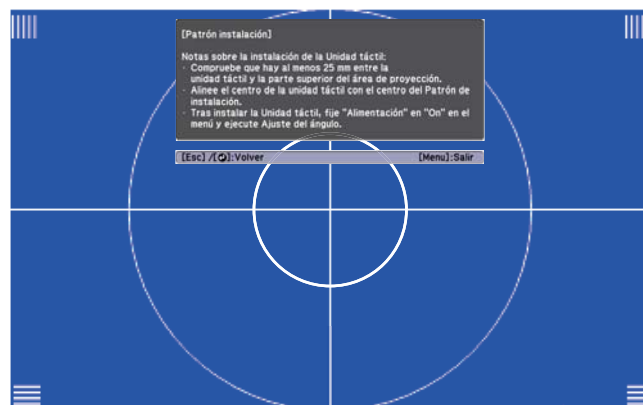 [Patrón instalación]
Notas sobre la instalación de la Unidad táctil:
· Compruebe que hay al menos 25 mm entre la
unidad táctil y la parte superior del área de proyección.
· Alinee el centro de la unidad táctil con el centro del Patrón de
instalación.
· Tras instalar la Unidad táctil, fije "Alimentación" en "On" en el
menú y ejecute Ajuste del ángulo.
[Esc] /[↵]:Volver [Menu]:Salir